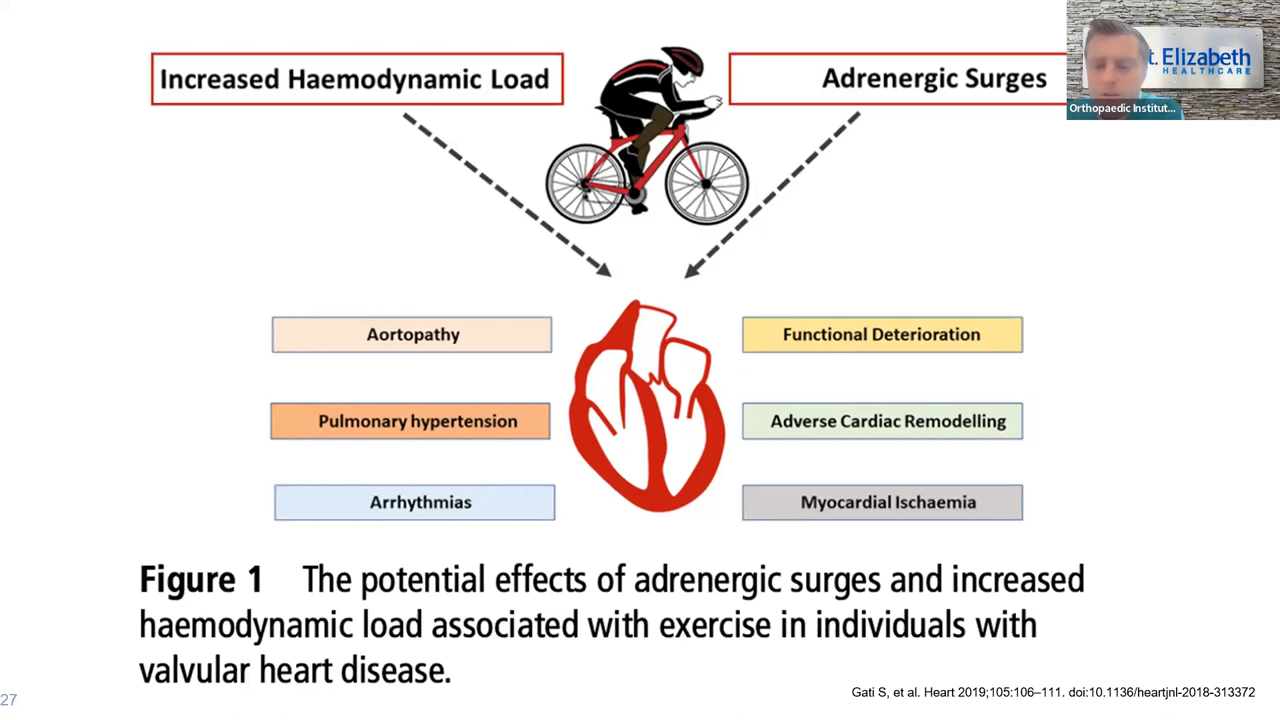 Increased Haemodynamic Load
Adrenergic Surges
t. Elizabeth
HEALTHCARE
Orthopaedic Institut...
Aortopathy
Functional Deterioration
Pulmonary hypertension
Adverse Cardiac Remodelling
Arrhythmias
Myocardial Ischaemia
Figure 1 The potential effects of adrenergic surges and increased
haemodynamic load associated with exercise in individuals with
valvular heart disease.
27
Gati S, et al. Heart 2019;105:106–111. doi:10.1136/heartjnl-2018-313372